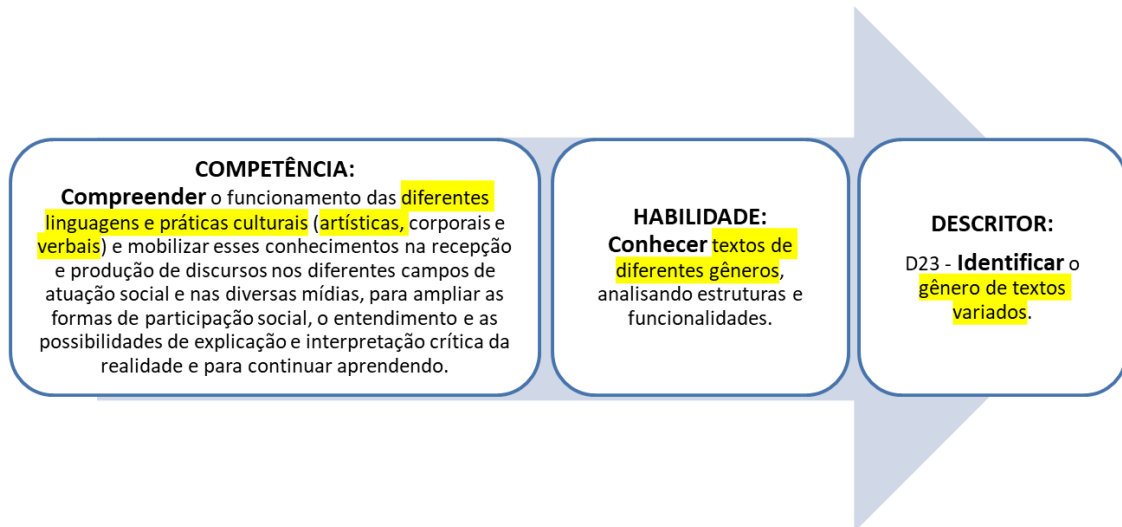 COMPETÊNCIA:
Compreender o funcionamento das diferentes
linguagens e práticas culturais (artísticas, corporais e
verbais) e mobilizar esses conhecimentos na recepção
e produção de discursos nos diferentes campos de
atuação social e nas diversas mídias, para ampliar as
formas de participação social, o entendimento e as
possibilidades de explicação e interpretação crítica da
realidade e para continuar aprendendo.
HABILIDADE:
Conhecer textos de
diferentes gêneros,
analisando estruturas e
funcionalidades.
DESCRITOR:
D23 - Identificar o
gênero de textos
variados.